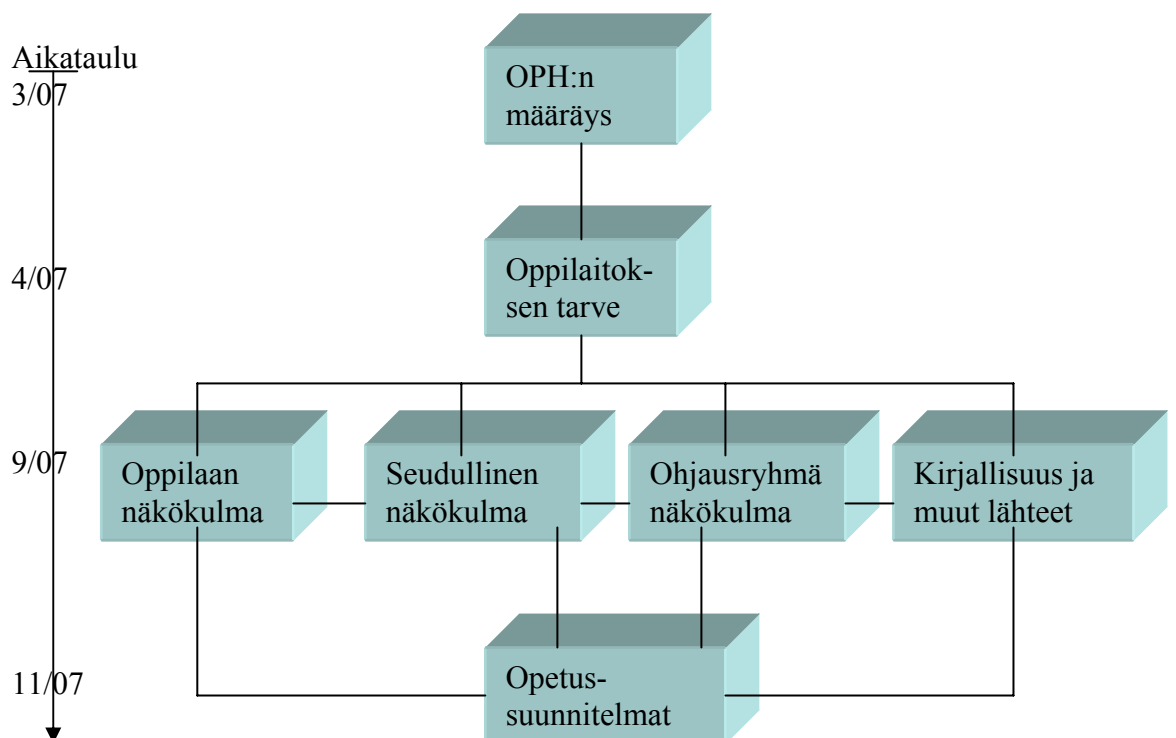 Aikataulu
3/07
OPH:n
määräys
4/07
Oppilaitok-
sen tarve
9/07
Oppilaan
näkökulma
Seudullinen
näkökulma
Ohjausryhmä
näkökulma
Kirjallisuus ja
muut lähteet
11/07
Opetus-
suunnitelmat